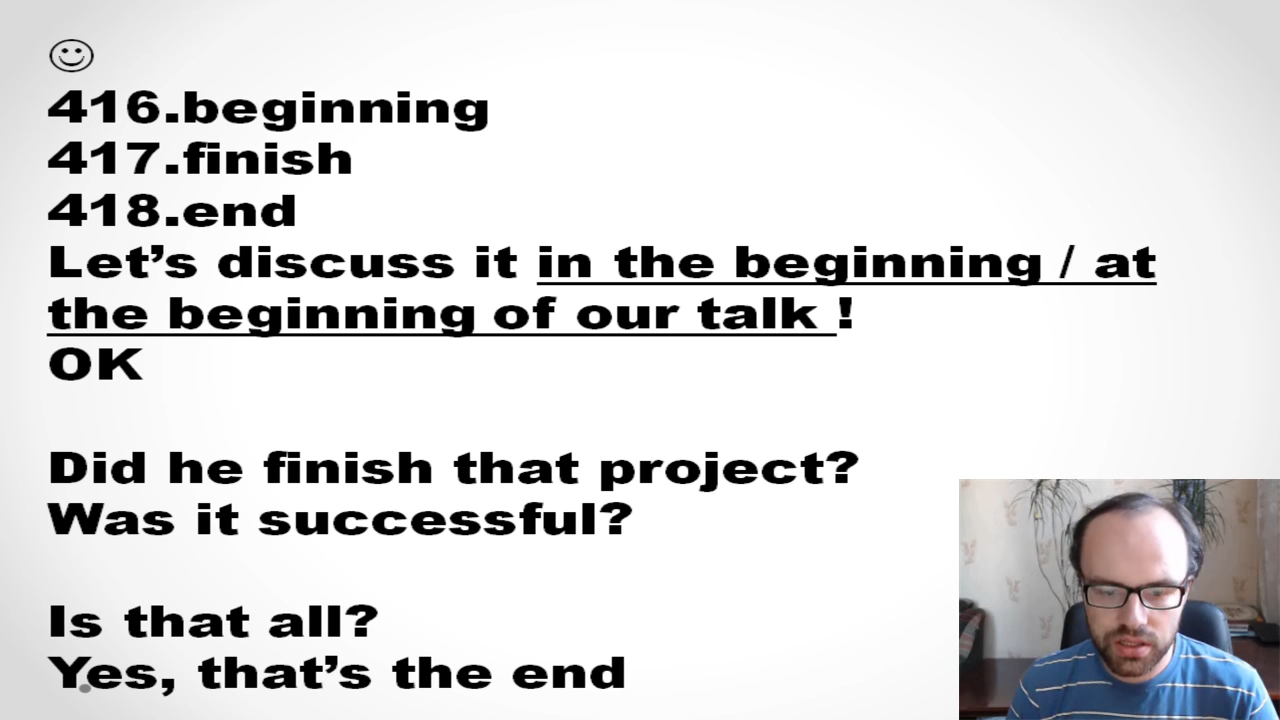 ☺
416.beginning
417.finish
418.end
Let’s discuss it in the beginning / at
the beginning of our talk !
OK
Did he finish that project?
Was it successful?
Is that all?
Yes, that’s the end